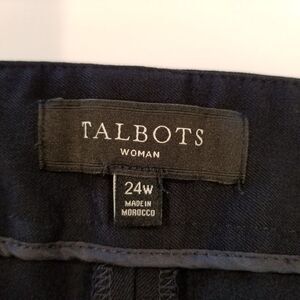 TALBOTS
WOMAN
24W
MADE IN
MOROCCO